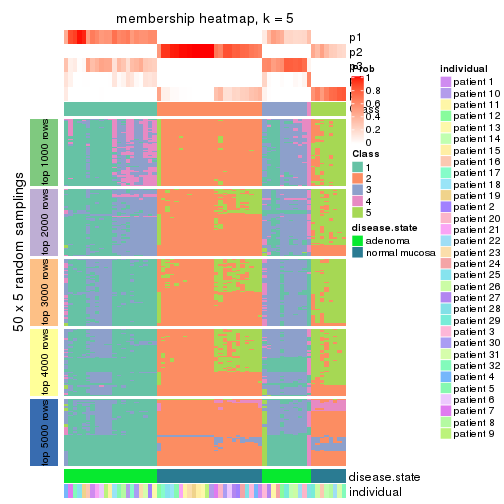 membership heatmap, k = 5
p1
p2
p3
Prob
1
0.8
0.6
0.4
0.2
0
Class
1
2
3
4
5
disease.state
adenoma
normal mucosa
individual
patient 1
patient 10
patient 11
patient 12
patient 13
patient 14
patient 15
patient 16
patient 17
patient 18
patient 19
patient 2
patient 20
patient 21
patient 22
patient 23
patient 24
patient 25
patient 26
patient 27
patient 28
patient 29
patient 3
patient 30
patient 31
patient 32
patient 4
patient 5
patient 6
patient 7
patient 8
patient 9
50 x 5 random samplings
top 1000 rows
top 2000 rows
top 3000 rows
top 4000 rows
top 5000 rows
disease.state
individual